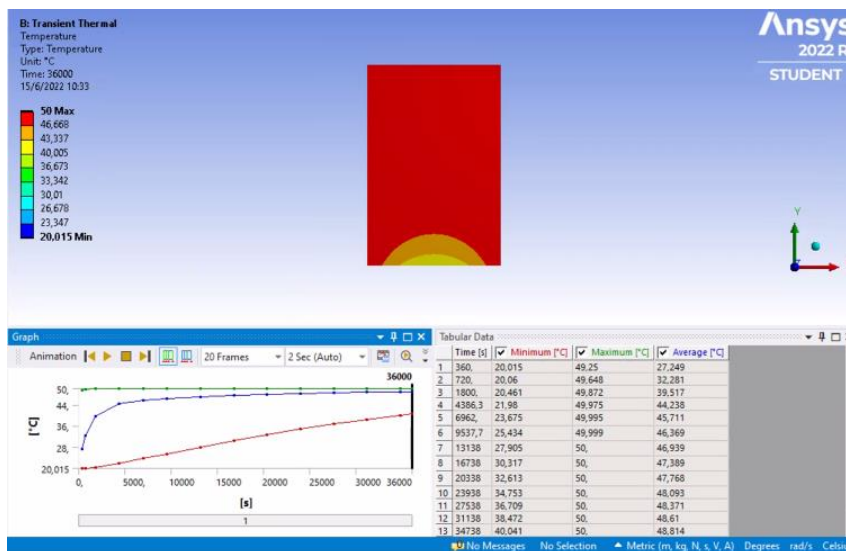 B: Transient Thermal
Temperature
Type: Temperature
Unit: °C
Time: 36000
15/6/2022 10:33
50 Max
46,668
43,337
40,005
36,673
33,342
30,01
26,678
23,347
20,015 Min
Ansys
2022 R
STUDENT
Y
Graph
Animation 20 Frames 2 Sec (Auto)
36000
50,
44,
36,
28,
20,015
[°C]
0, 5000, 10000 15000 20000 25000 30000 36000
[s]
1
Tabular Data
Time [s] Minimum [°C] Maximum [°C] Average [°C]
1 360, 20,015 49,25 27,249
2 720, 20,06 49,648 32,281
3 1800, 20,461 49,872 39,517
4 4386,3 21,98 49,975 44,238
5 6962, 23,675 49,995 45,711
6 9537,7 25,434 49,999 46,369
7 13138 27,905 50, 46,939
8 16738 30,317 50, 47,389
9 20338 32,613 50, 47,768
10 23938 34,753 50, 48,093
11 27538 36,709 50, 48,371
12 31138 38,472 50, 48,61
13 34738 40,041 50, 48,814
No Messages No Selection Metric (m, kg, N, s, V, A) Degrees rad/s Celsi